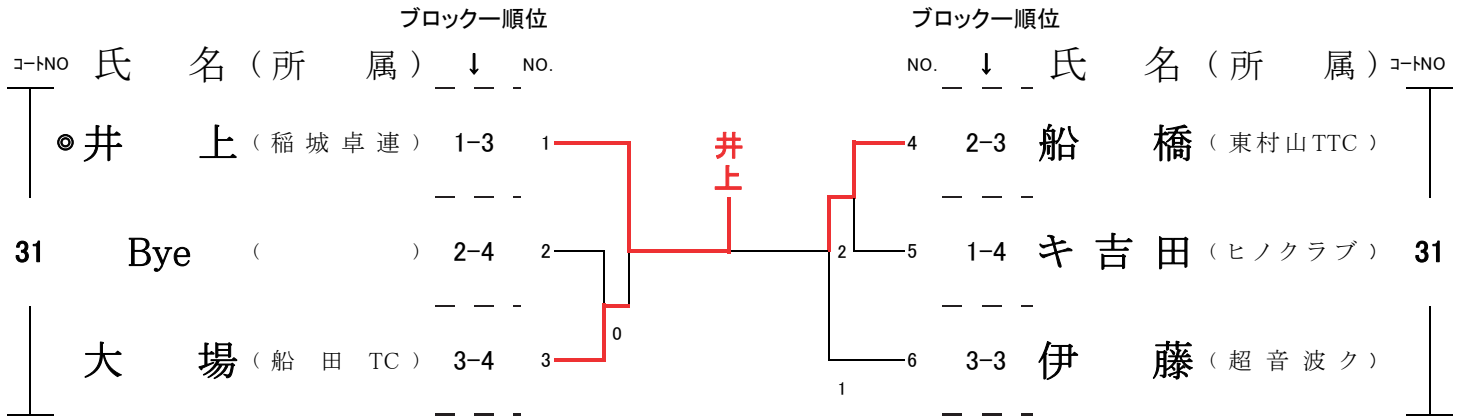 ブロックー順位 ブロックー順位
コートNO 氏 名 (所 属) ↓ NO. NO. ↓ 氏 名 (所 属) コートNO
◎ 井 上 (稲城卓連) 1-3 1 井上 4 2-3 船 橋 (東村山TTC)
31 Bye ( ) 2-4 2 2 5 1-4 キ 吉 田 (ヒノクラブ) 31
0
大 場 (船 田 TC) 3-4 3 6 3-3 伊 藤 (超音波ク)
1